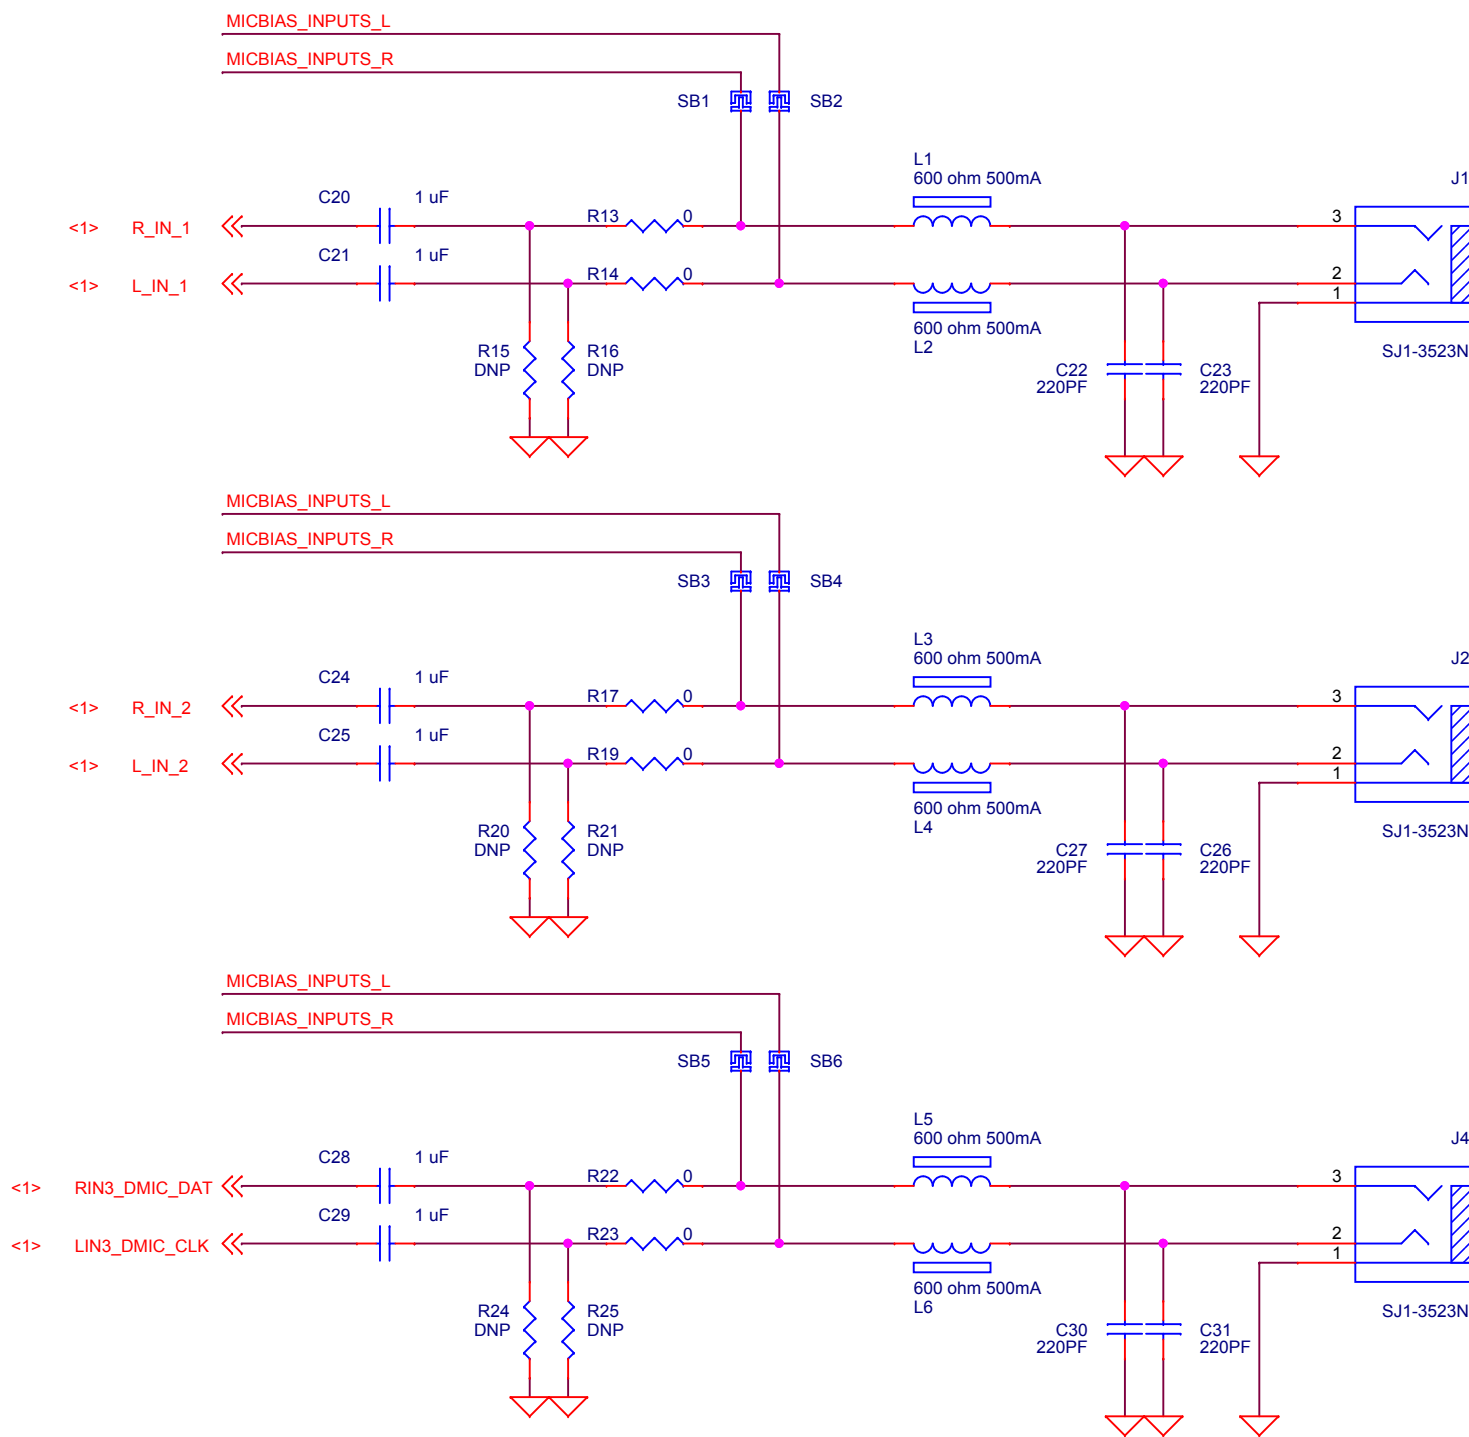 MICBIAS_INPUTS_L
MICBIAS_INPUTS_R
SB1
SB2
L1
600 ohm 500mA
J1
C20
1 uF
R13
0
3
<1>
R_IN_1
C21
1 uF
R14
0
2
<1>
L_IN_1
1
600 ohm 500mA
L2
R15
DNP
R16
DNP
SJ1-3523N
C22
220PF
C23
220PF
MICBIAS_INPUTS_L
MICBIAS_INPUTS_R
SB3
SB4
L3
600 ohm 500mA
J2
C24
1 uF
R17
0
3
<1>
R_IN_2
C25
1 uF
R19
0
2
<1>
L_IN_2
1
600 ohm 500mA
L4
R20
DNP
R21
DNP
SJ1-3523N
C27
220PF
C26
220PF
MICBIAS_INPUTS_L
MICBIAS_INPUTS_R
SB5
SB6
L5
600 ohm 500mA
J4
C28
1 uF
R22
0
3
<1>
RIN3_DMIC_DAT
C29
1 uF
R23
0
2
<1>
LIN3_DMIC_CLK
1
600 ohm 500mA
L6
R24
DNP
R25
DNP
SJ1-3523N
C30
220PF
C31
220PF